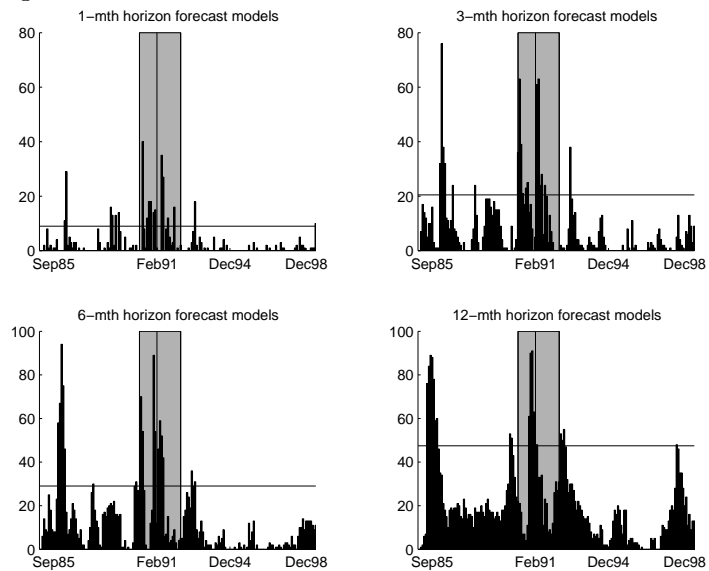 1−mth horizon forecast models
80
60
40
20
0
Sep85 Feb91 Dec94 Dec98
3−mth horizon forecast models
80
60
40
20
0
Sep85 Feb91 Dec94 Dec98
6−mth horizon forecast models
100
80
60
40
20
0
Sep85 Feb91 Dec94 Dec98
12−mth horizon forecast models
100
80
60
40
20
0
Sep85 Feb91 Dec94 Dec98